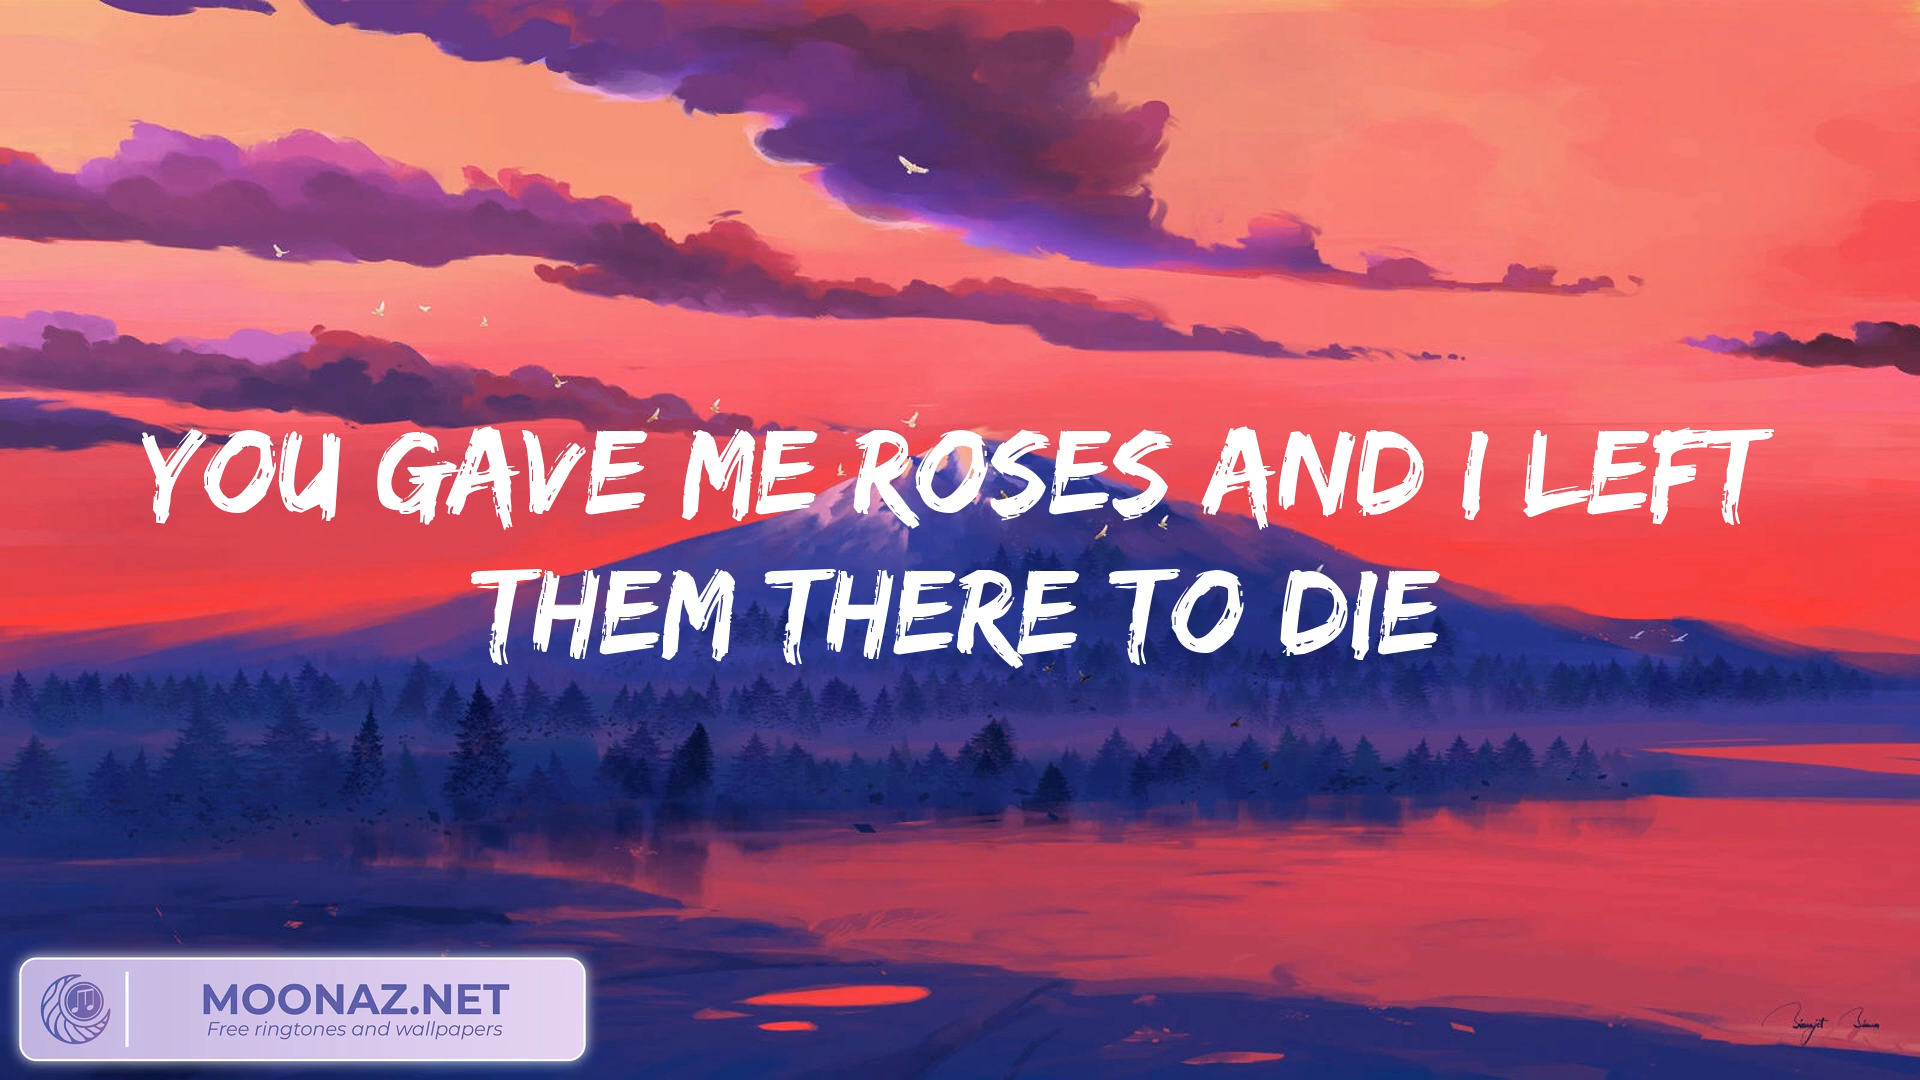 YOU GAVE ME ROSES AND I LEFT
THEM THERE TO DIE
MOONAZ.NET
Free ringtones and wallpapers